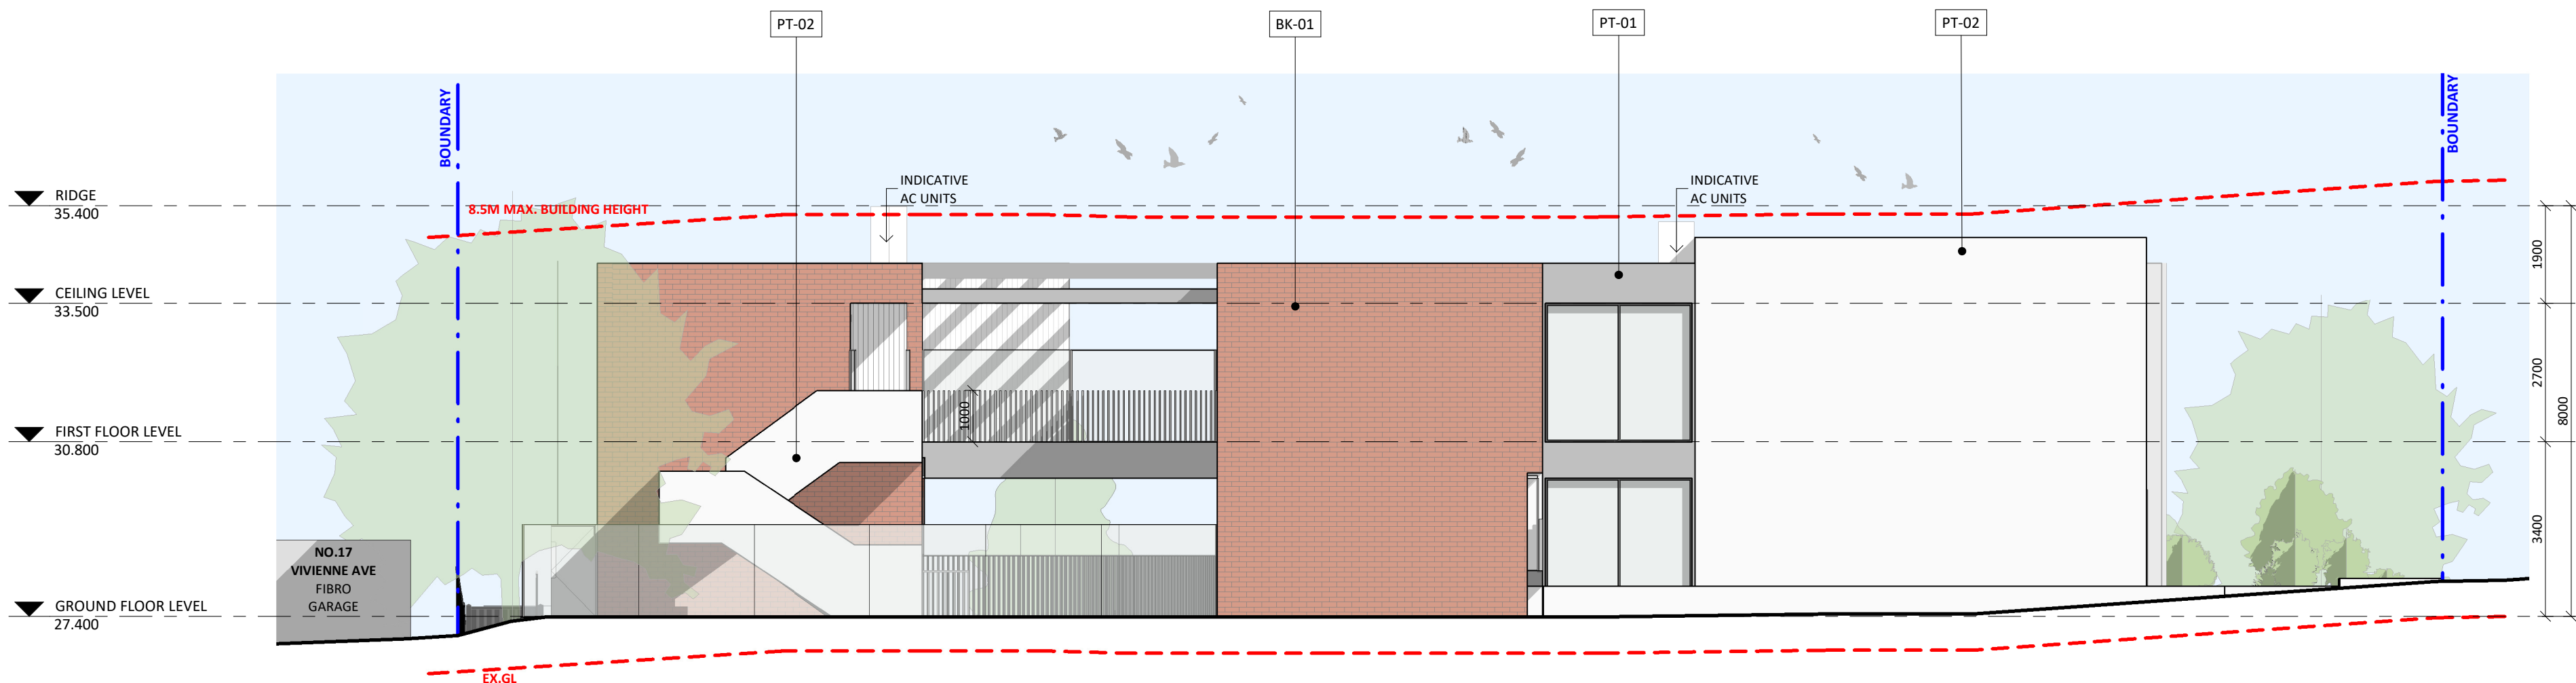 PT-02
BK-01
PT-01
PT-02
BOUNDARY
BOUNDARY
INDICATIVE
AC UNITS
INDICATIVE
AC UNITS
RIDGE
35.400
8.5M MAX. BUILDING HEIGHT
1900
CEILING LEVEL
33.500
2700
8000
1000
FIRST FLOOR LEVEL
30.800
3400
NO.17
VIVIENNE AVE
FIBRO
GARAGE
GROUND FLOOR LEVEL
27.400
EX.GL